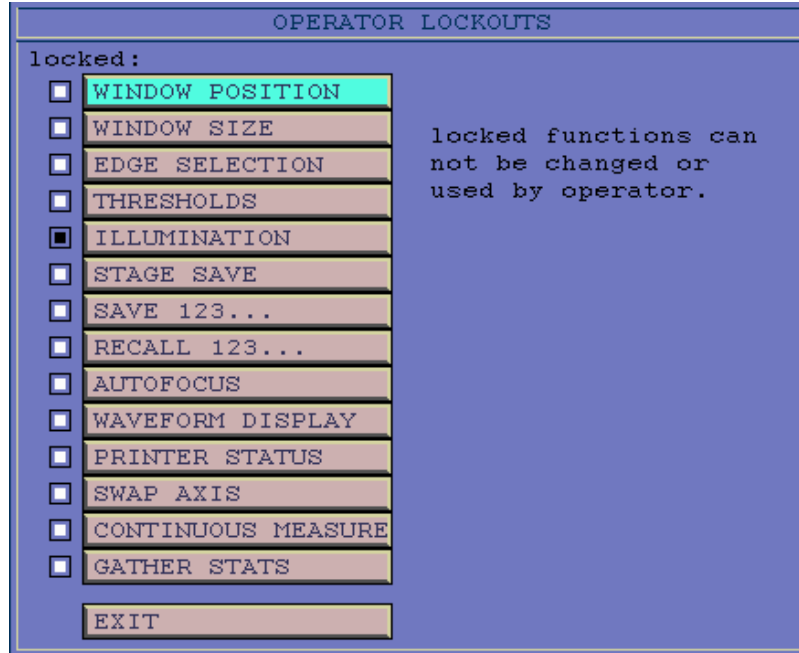 OPERATOR LOCKOUTS
locked:
WINDOW POSITION
WINDOW SIZE
EDGE SELECTION
THRESHOLDS
ILLUMINATION
STAGE SAVE
SAVE 123...
RECALL 123...
AUTOFOCUS
WAVEFORM DISPLAY
PRINTER STATUS
SWAP AXIS
CONTINUOUS MEASURE
GATHER STATS
EXIT
locked functions can
not be changed or
used by operator.